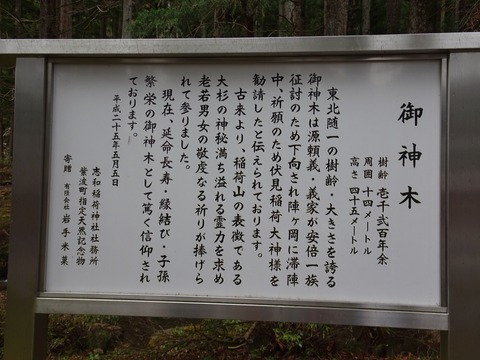 御神木
樹齢 壱千弐百年余
周囲 十四メートル
高さ 四十五メートル
東北随一の樹齢・大きさを誇る
御神木は源頼義・義家が安倍一族
征討のため下向され陣ヶ岡に滞陣
中、祈願のため伏見稲荷大神様を
勧請したと伝えられております。
古来より、稲荷山の表徴である
大杉の神秘満ち溢れる霊力を求め
老若男女の敬虔なる祈りが捧げら
れて参りました。
現在、延命長寿・縁結び・子孫
繁栄の御神木として篤く信仰され
ております。
平成二十五年五月五日
志和稲荷神社社務所
紫波町指定天然記念物
寄贈 有限会社 岩手米菓